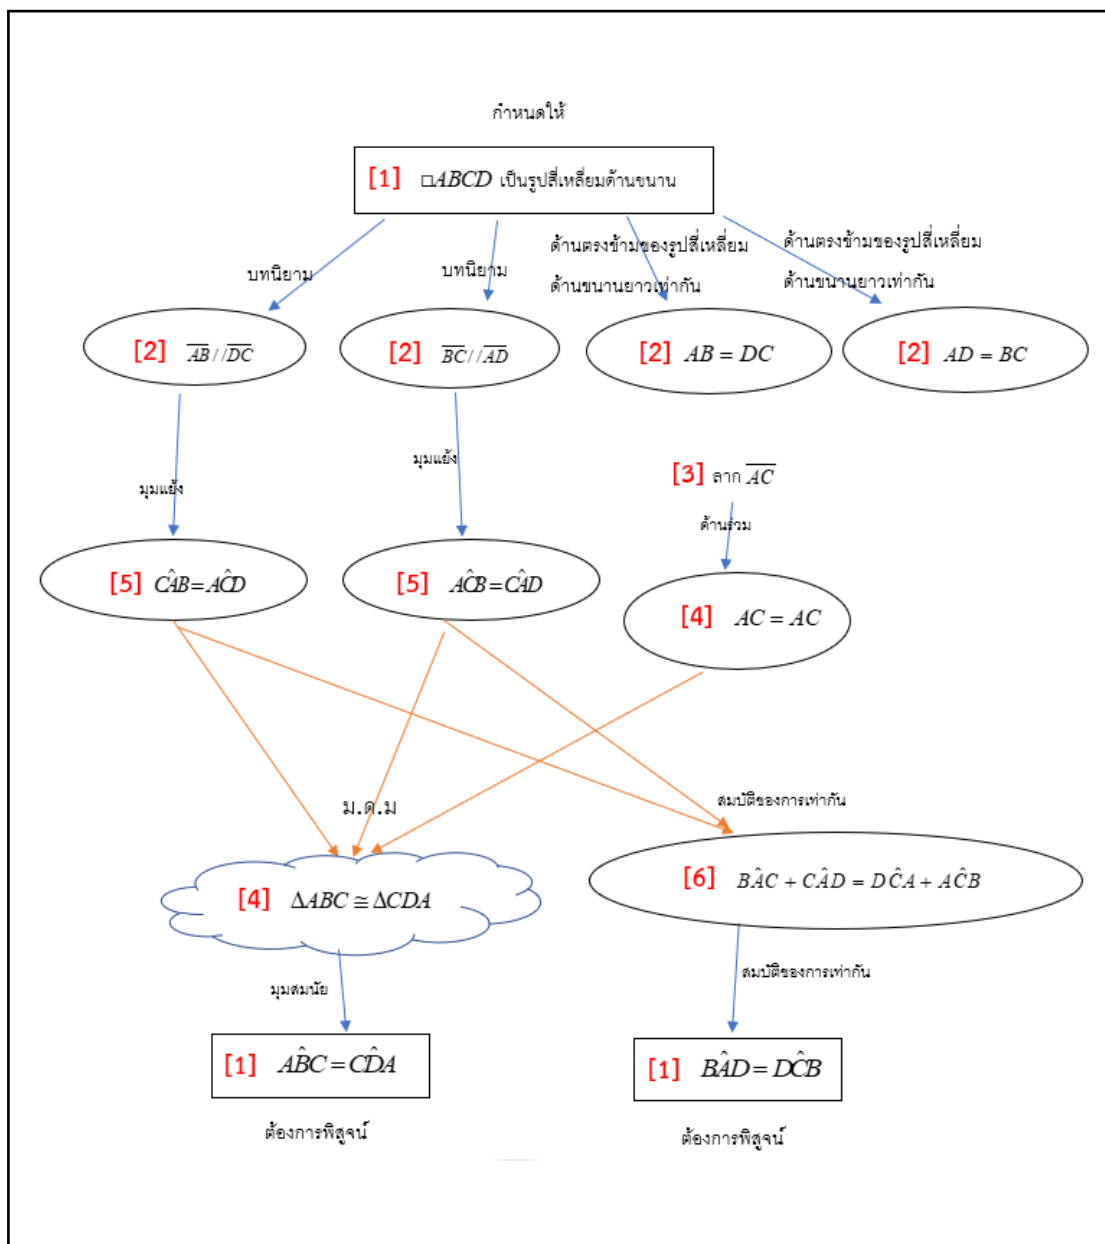 กำหนดให้
[1] □ABCD เป็นรูปสี่เหลี่ยมด้านขนาน
บทนิยาม
บทนิยาม
ด้านตรงข้ามของรูปสี่เหลี่ยม
ด้านขนานยาวเท่ากัน
ด้านตรงข้ามของรูปสี่เหลี่ยม
ด้านขนานยาวเท่ากัน
[2] \overline{AB}//\overline{DC}
[2] \overline{BC}//\overline{AD}
[2] AB = DC
[2] AD = BC
มุมแย้ง
มุมแย้ง
[3] ลาก \overline{AC}
ด้านร่วม
[5] CÂB = AĈD
[5] AĈB = CÂD
[4] AC = AC
ม.ด.ม
สมบัติของการเท่ากัน
[4] ΔABC ≅ ΔCDA
[6] BÂC + CÂD = DĈA + AĈB
มุมสมนัย
สมบัติของการเท่ากัน
[1] AB̂C = CD̂A
[1] BÂD = DĈB
ต้องการพิสูจน์
ต้องการพิสูจน์